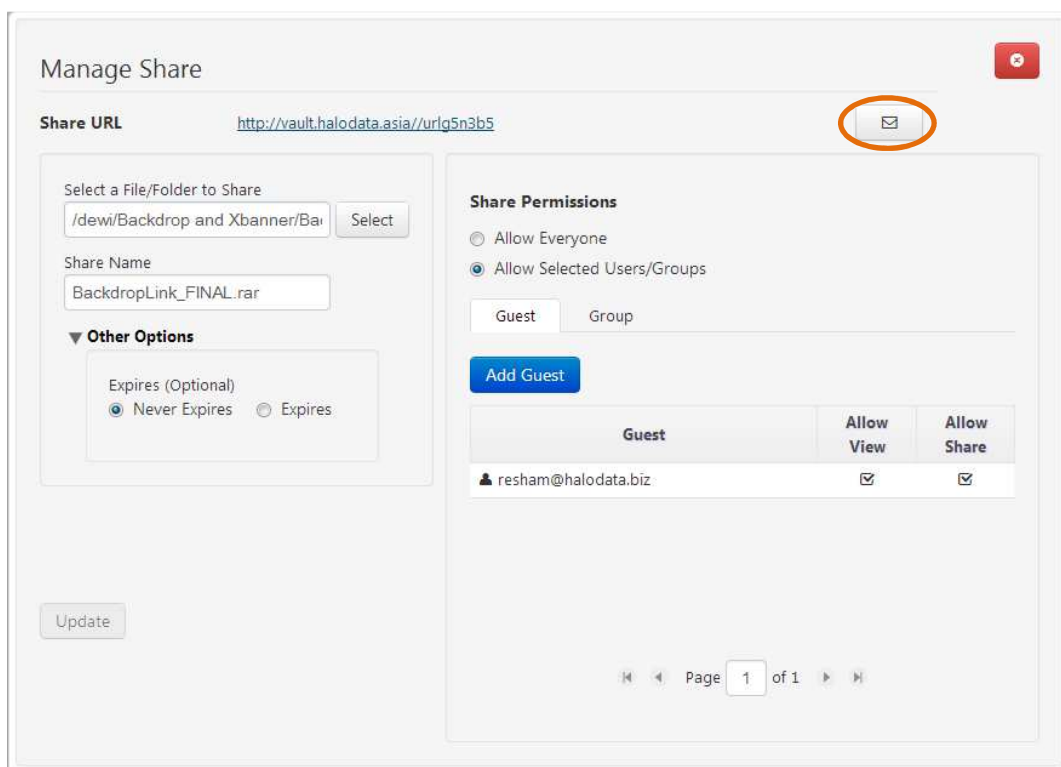 Manage Share
Share URL http://vault.halodata.asia//urlg5n3b5
Select a File/Folder to Share
/dewi/Backdrop and Xbanner/Ba Select
Share Name
BackdropLink_FINAL.rar
Other Options
Expires (Optional)
Never Expires Expires
Update
Share Permissions
Allow Everyone
Allow Selected Users/Groups
Guest Group
Add Guest
Guest Allow View Allow Share
resham@halodata.biz
Page 1 of 1